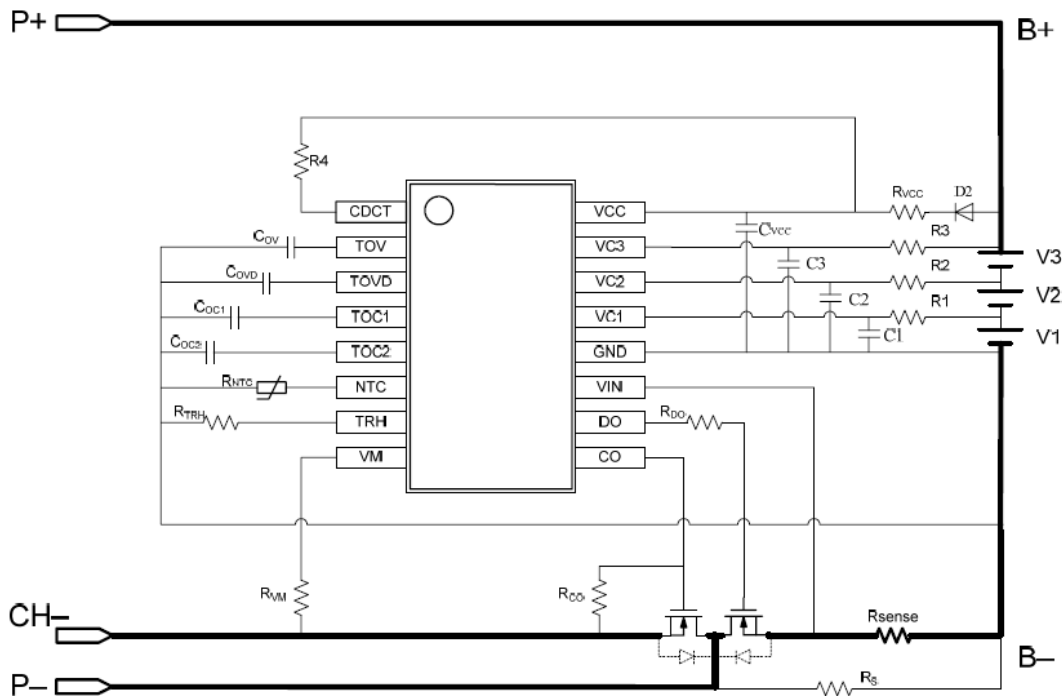 P+
B+
R4
CDCT
VCC
RVCC
D2
COV
TOV
CVCC
VC3
R3
V3
COVD
TOVD
C3
VC2
R2
V2
COC1
TOC1
C2
VC1
R1
V1
COC2
TOC2
C1
GND
RNTC
NTC
VIN
RTRH
TRH
DO
RDO
VM
CO
RVM
RCO
CH–
Rsense
B–
P–
RS